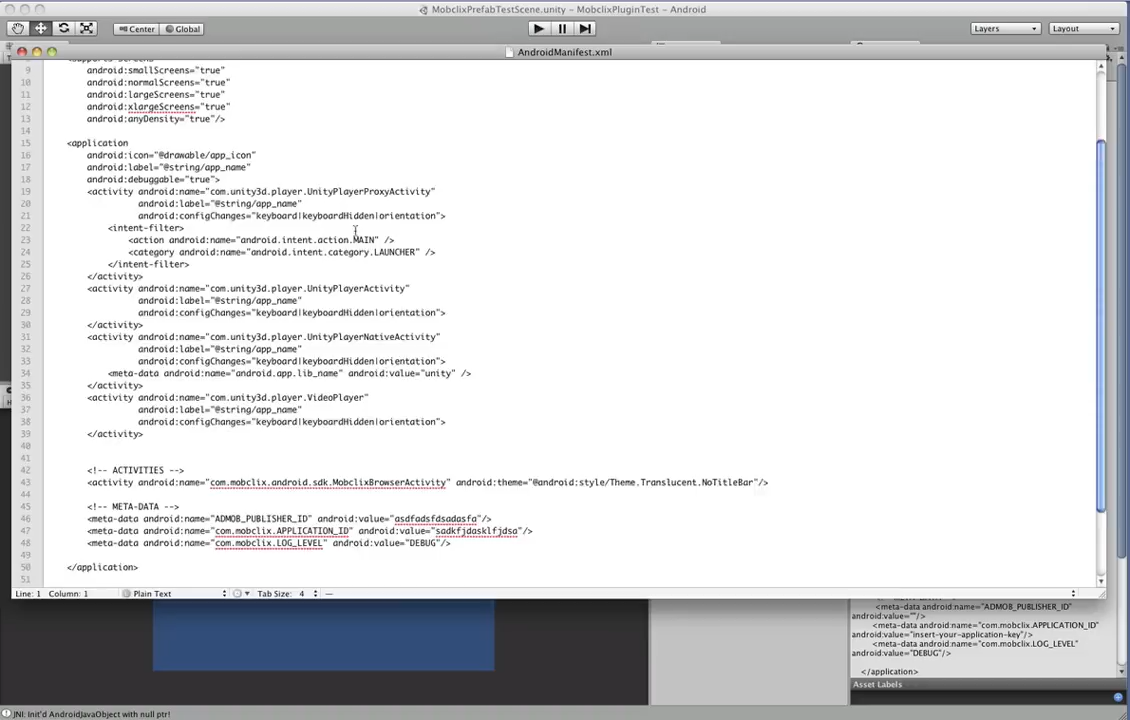 MobclixPrefabTestScene.unity - MobclixPluginTest - Android
Center
Global
Layers
Layout
AndroidManifest.xml
9 android:smallScreens="true"
10 android:normalScreens="true"
11 android:largeScreens="true"
12 android:xlargeScreens="true"
13 android:anyDensity="true"/>
14
15 <application
16 android:icon="@drawable/app_icon"
17 android:label="@string/app_name"
18 android:debuggable="true">
19 <activity android:name="com.unity3d.player.UnityPlayerProxyActivity"
20 android:label="@string/app_name"
21 android:configChanges="keyboard|keyboardHidden|orientation">
22 <intent-filter>
23 <action android:name="android.intent.action.MAIN" />
24 <category android:name="android.intent.category.LAUNCHER" />
25 </intent-filter>
26 </activity>
27 <activity android:name="com.unity3d.player.UnityPlayerActivity"
28 android:label="@string/app_name"
29 android:configChanges="keyboard|keyboardHidden|orientation">
30 </activity>
31 <activity android:name="com.unity3d.player.UnityPlayerNativeActivity"
32 android:label="@string/app_name"
33 android:configChanges="keyboard|keyboardHidden|orientation">
34 <meta-data android:name="android.app.lib_name" android:value="unity" />
35 </activity>
36 <activity android:name="com.unity3d.player.VideoPlayer"
37 android:label="@string/app_name"
38 android:configChanges="keyboard|keyboardHidden|orientation">
39 </activity>
40
41
42 <!-- ACTIVITIES -->
43 <activity android:name="com.mobclix.android.sdk.MobclixBrowserActivity" android:theme="@android:style/Theme.Translucent.NoTitleBar"/>
44
45 <!-- META-DATA -->
46 <meta-data android:name="ADMOB_PUBLISHER_ID" android:value="asdfadsfdsadasfa"/>
47 <meta-data android:name="com.mobclix.APPLICATION_ID" android:value="sadkfjdasklfjdsa"/>
48 <meta-data android:name="com.mobclix.LOG_LEVEL" android:value="DEBUG"/>
49
50 </application>
51
Line: 1 Column: 1
Plain Text
Tab Size: 4
<meta-data android:name="ADMOB_PUBLISHER_ID"
android:value=""/>
<meta-data android:name="com.mobclix.APPLICATION_ID"
android:value="insert-your-application-key"/>
<meta-data android:name="com.mobclix.LOG_LEVEL"
android:value="DEBUG"/>
</application>
Asset Labels
JNI: Init'd AndroidJavaObject with null ptr!